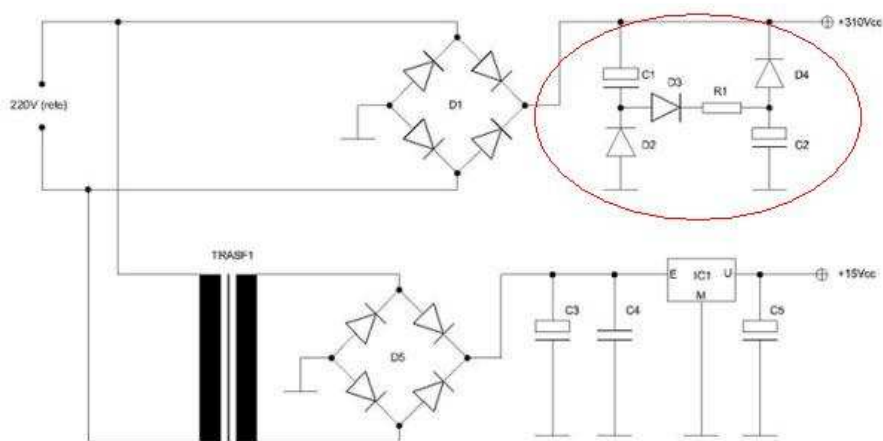 +310Vcc
C1
D3
R1
D4
220V (rete)
D1
D2
C2
TRASF1
E
IC1
U
+15Vcc
M
C3
C4
C5
D5